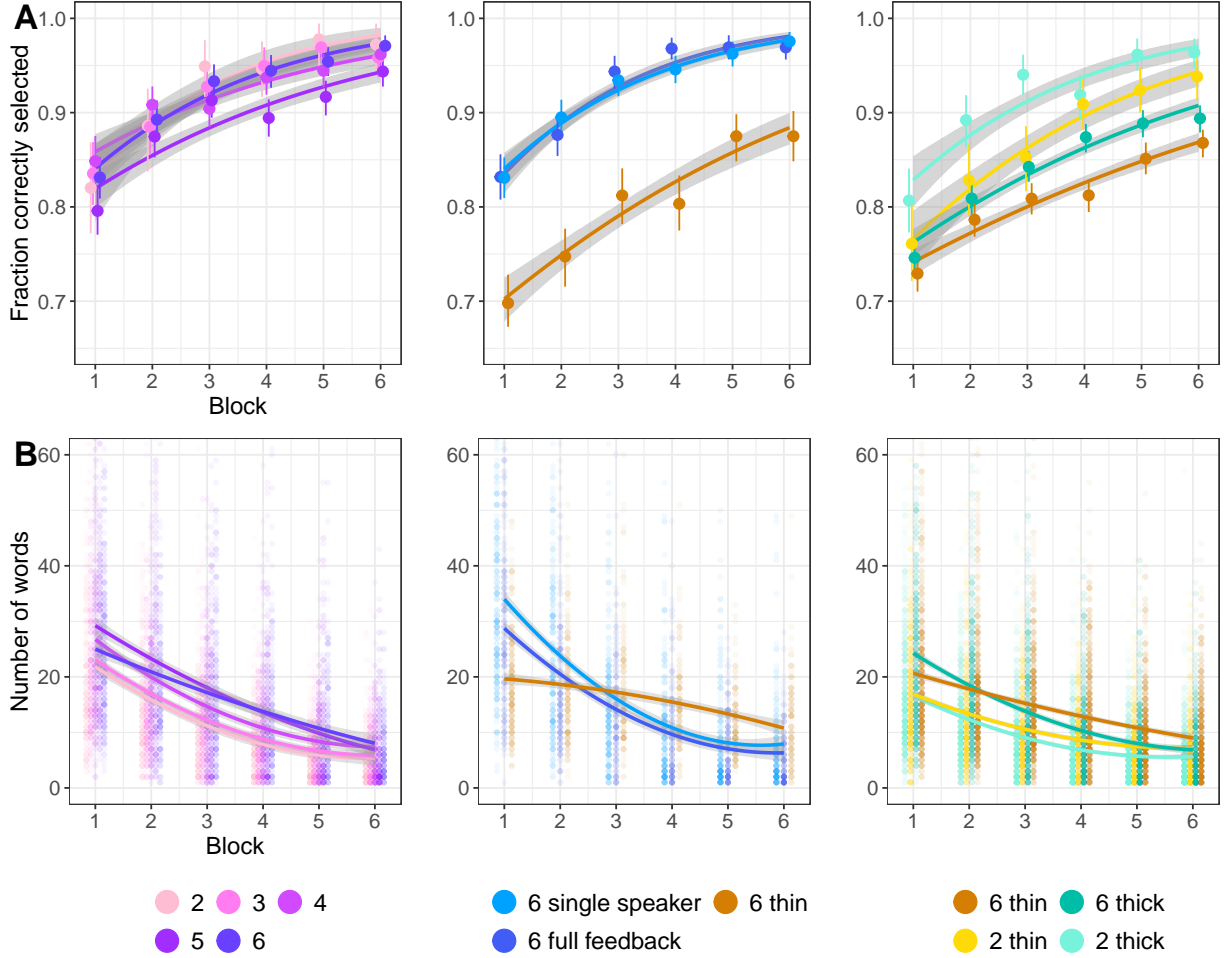 A
Fraction correctly selected
1.0
0.9
0.8
0.7
1 2 3 4 5 6
Block
1.0
0.9
0.8
0.7
1 2 3 4 5 6
1.0
0.9
0.8
0.7
1 2 3 4 5 6
B
Number of words
60
40
20
0
1 2 3 4 5 6
Block
60
40
20
0
1 2 3 4 5 6
60
40
20
0
1 2 3 4 5 6
2 3 4
5 6
6 single speaker 6 thin
6 full feedback
6 thin 6 thick
2 thin 2 thick